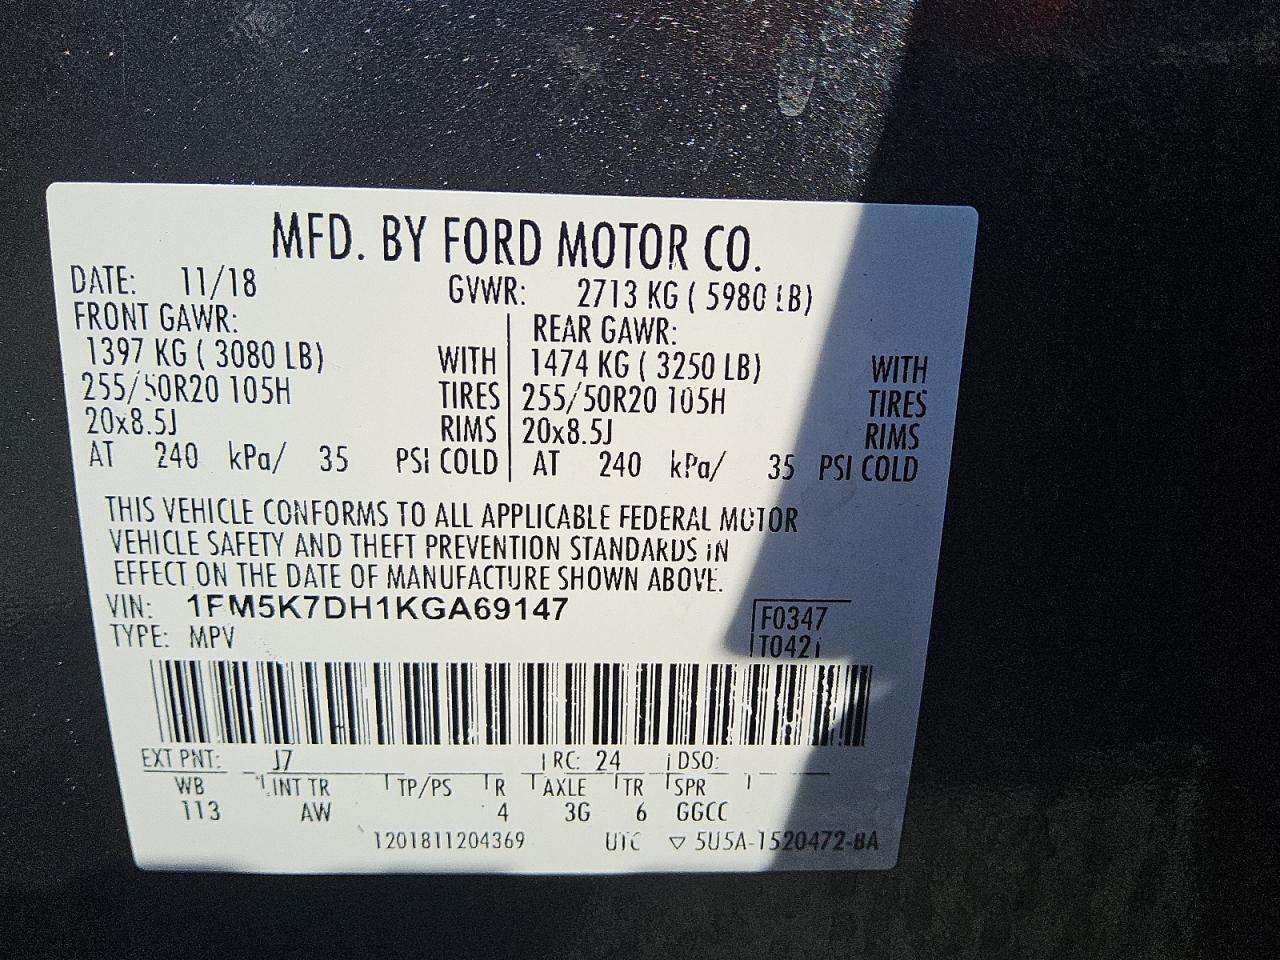 MFD. BY FORD MOTOR CO.
DATE: 11/18 GVWR: 2713 KG ( 5980 LB)
FRONT GAWR: REAR GAWR:
1397 KG ( 3080 LB) WITH 1474 KG ( 3250 LB) WITH
255/50R20 105H TIRES 255/50R20 105H TIRES
20x8.5J RIMS 20x8.5J RIMS
AT 240 kPa/ 35 PSI COLD AT 240 kPa/ 35 PSI COLD
THIS VEHICLE CONFORMS TO ALL APPLICABLE FEDERAL MOTOR
VEHICLE SAFETY AND THEFT PREVENTION STANDARDS IN
EFFECT ON THE DATE OF MANUFACTURE SHOWN ABOVE.
VIN: 1FM5K7DH1KGA69147 F0347
TYPE: MPV
EXT PNT: J7 RC: 24 DSO:
WB INT TR TP/PS R AXLE TR SPR
113 AW 4 3G 6 GGCC
1201811204369 UTC ▽ 5U5A-1520472-BA